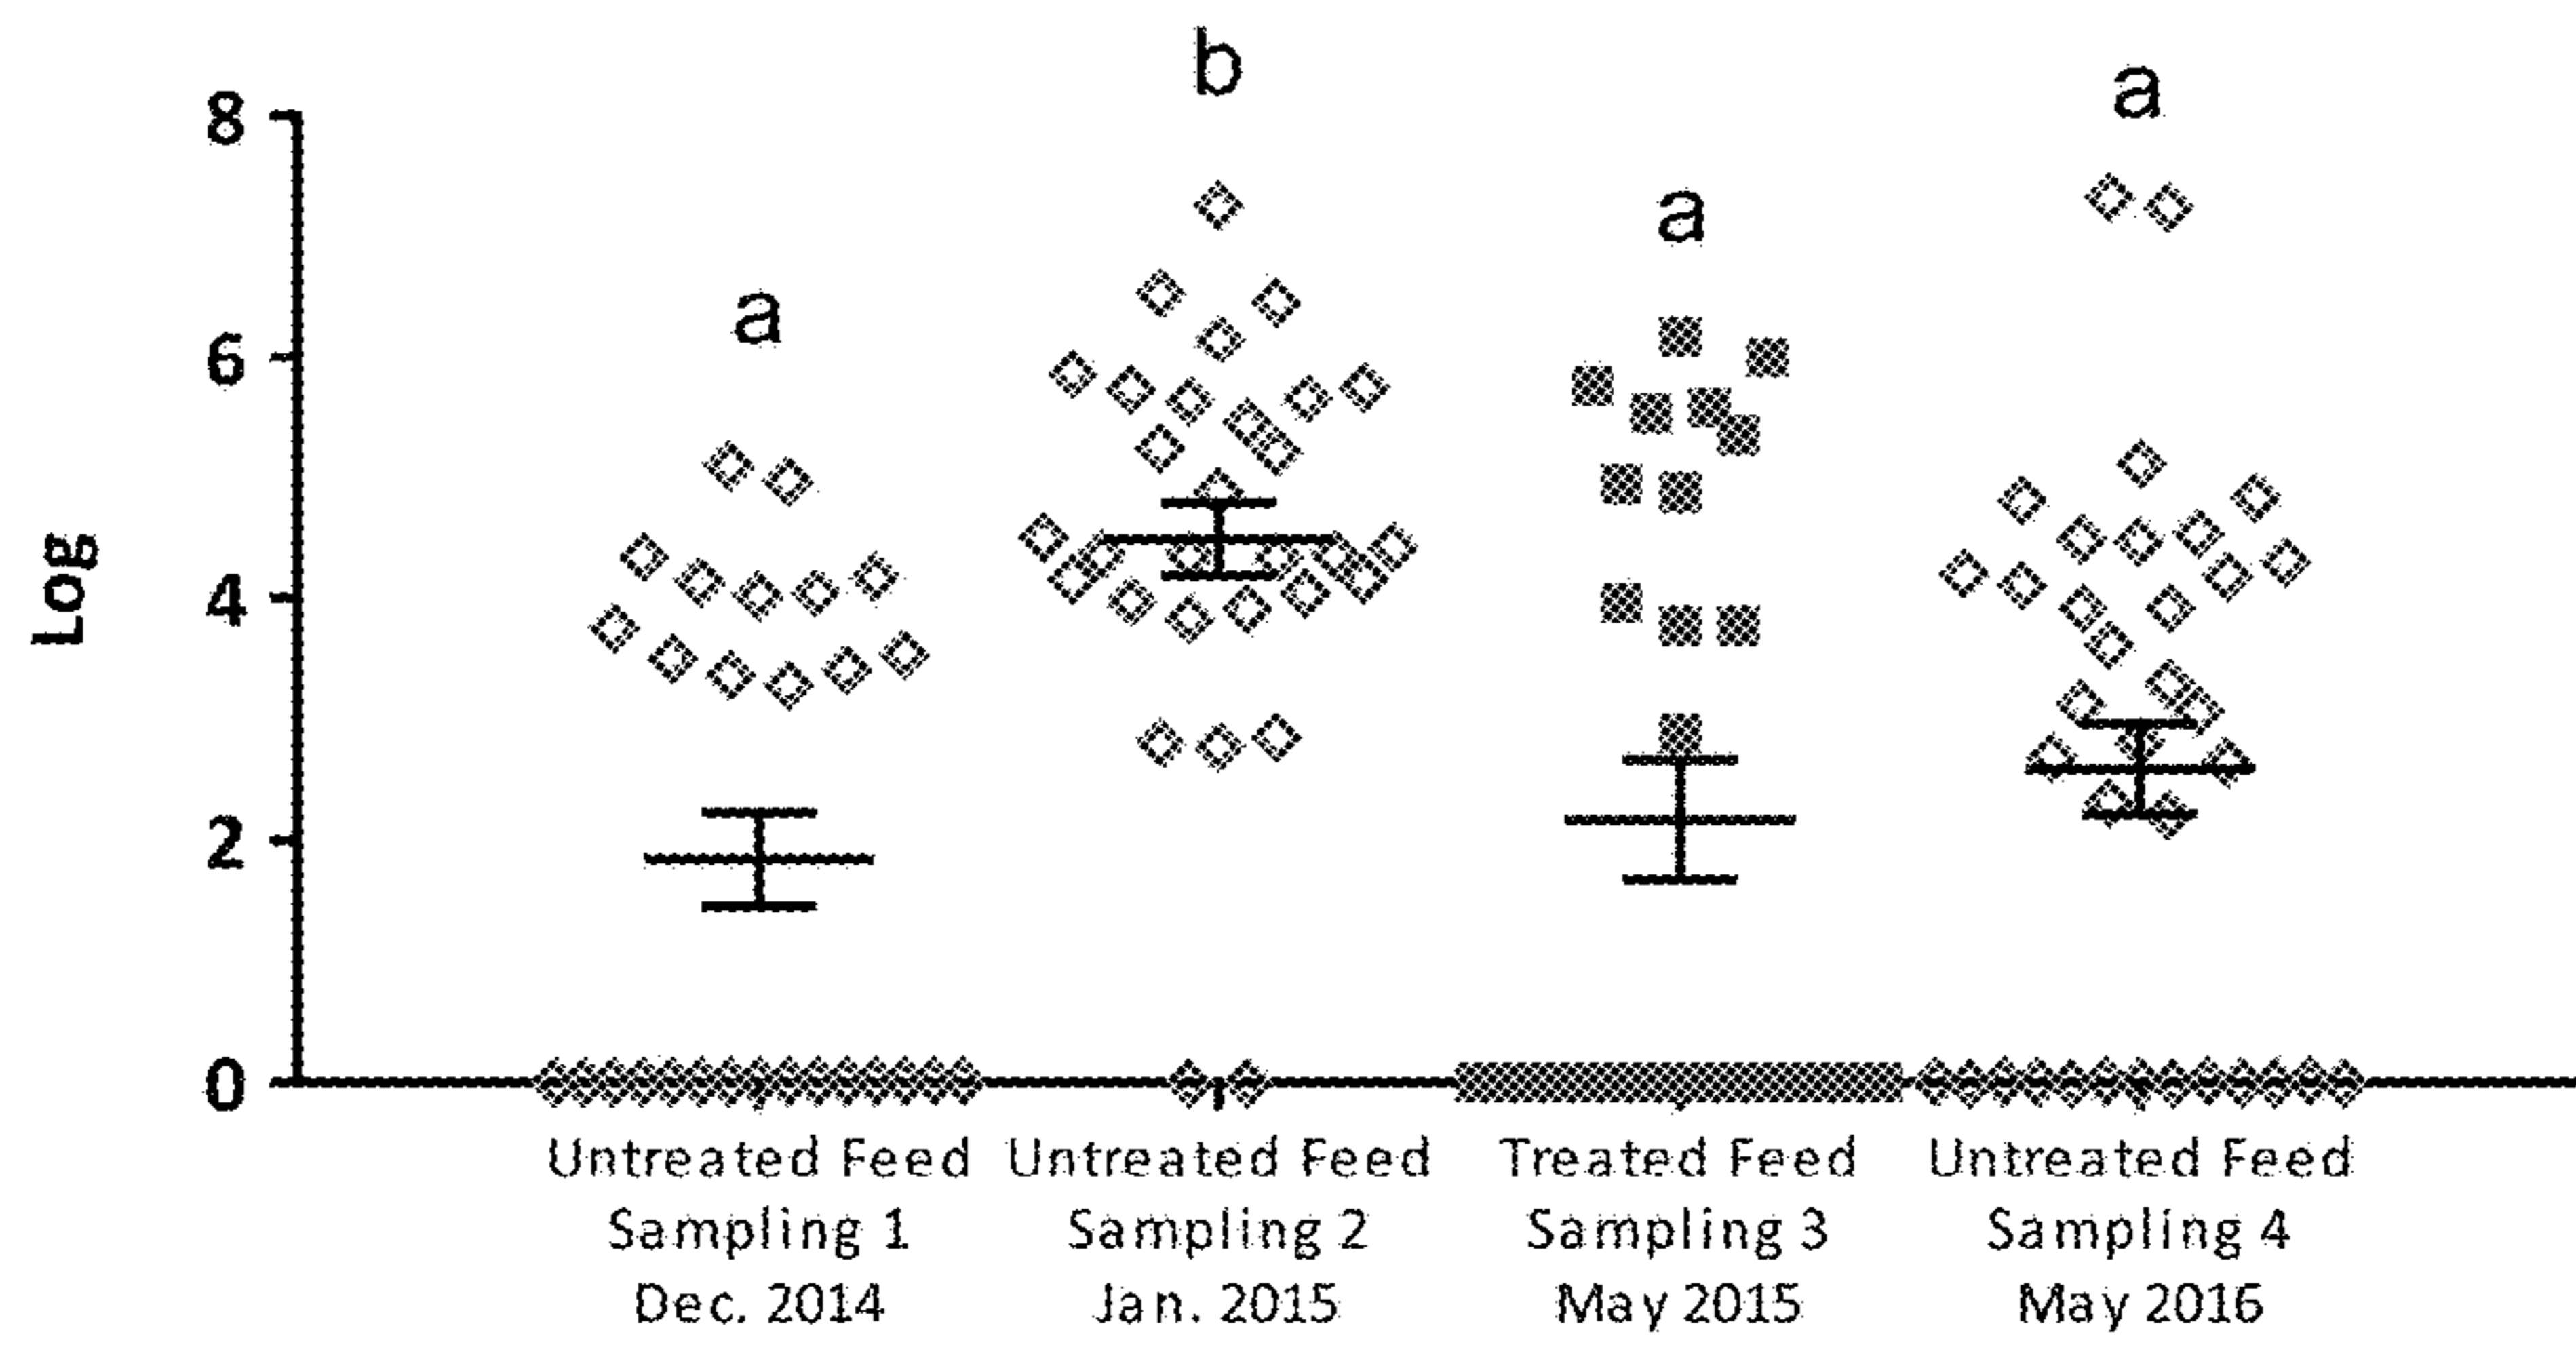 b
a
8
a
a
6
Log
4
2
0
Untreated Feed Untreated Feed Treated Feed Untreated Feed
Sampling 1 Sampling 2 Sampling 3 Sampling 4
Dec. 2014 Jan. 2015 May 2015 May 2016